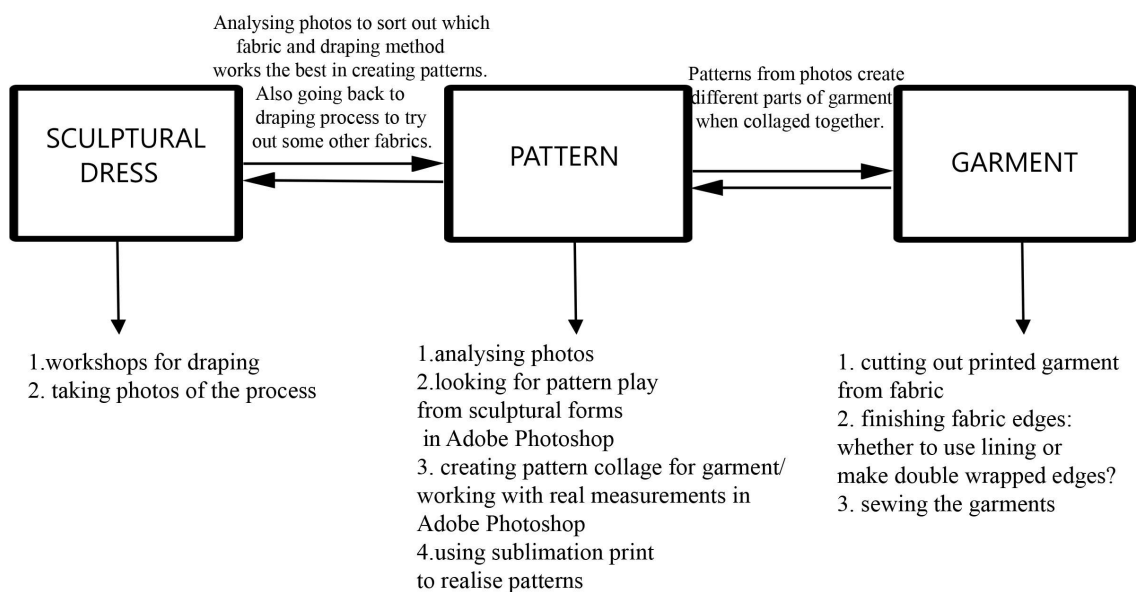 Analysing photos to sort out which
fabric and draping method
works the best in creating patterns.
Also going back to
draping process to try
out some other fabrics.
Patterns from photos create
different parts of garment
when collaged together.
SCULPTURAL
DRESS
PATTERN
GARMENT
1.workshops for draping
2. taking photos of the process
1.analysing photos
2.looking for pattern play
from sculptural forms
in Adobe Photoshop
3. creating pattern collage for garment/
working with real measurements in
Adobe Photoshop
4.using sublimation print
to realise patterns
1. cutting out printed garment
from fabric
2. finishing fabric edges:
whether to use lining or
make double wrapped edges?
3. sewing the garments